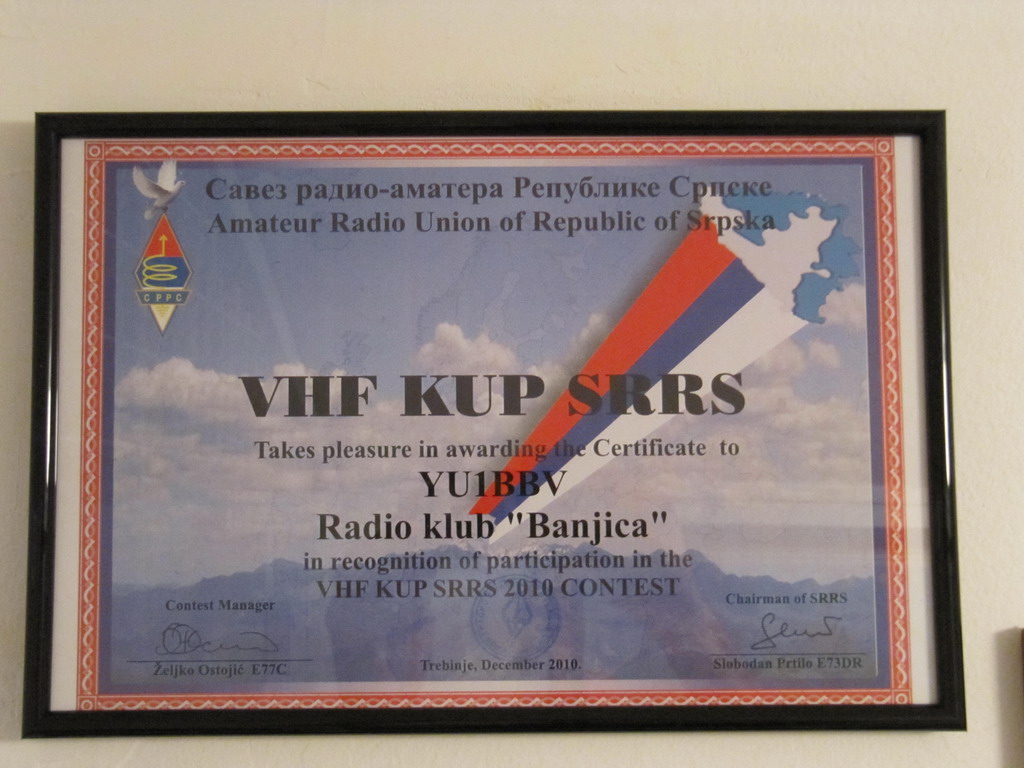 Савез радио-аматера Републике Српске
Amateur Radio Union of Republic of Srpska
СРРС
VHF KUP SRRS
Takes pleasure in awarding the Certificate to
YU1BBV
Radio klub "Banjica"
in recognition of participation in the
VHF KUP SRRS 2010 CONTEST
Contest Manager
Željko Ostojić E77C
Trebinje, December 2010.
Chairman of SRRS
Slobodan Prtilo E73DR